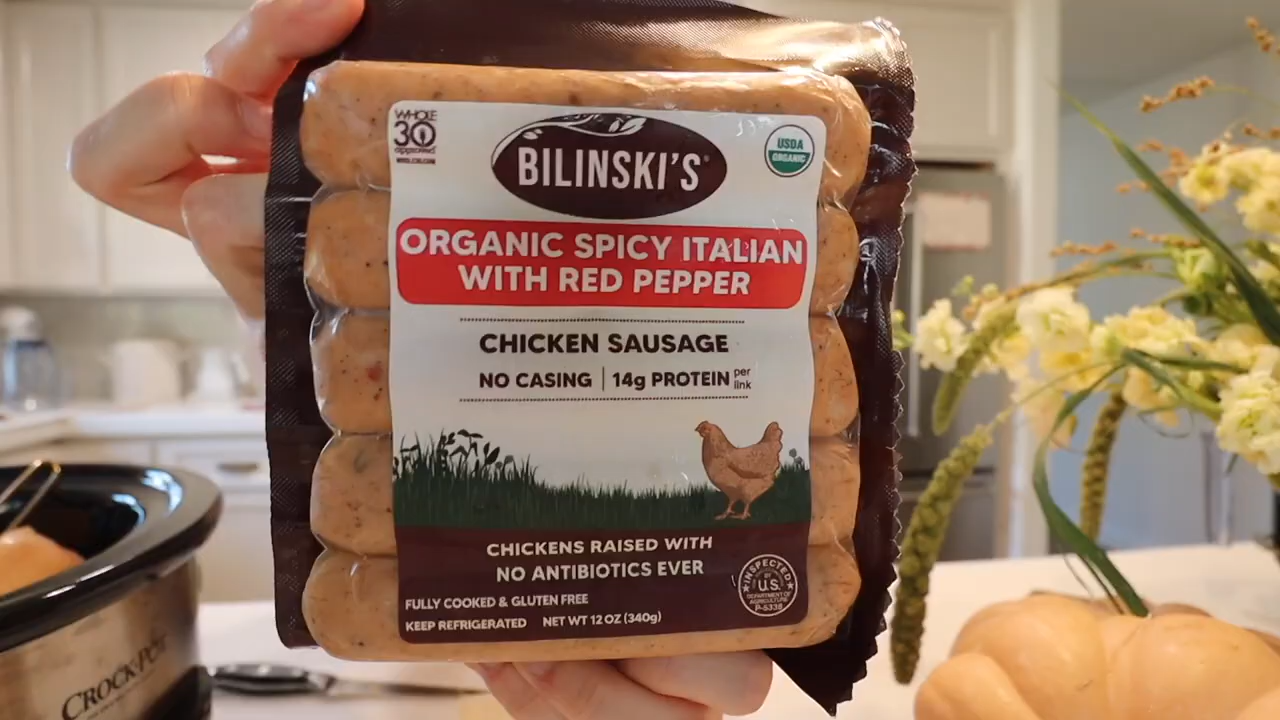 WHOLE
30
approved
BILINSKI'S®
USDA
ORGANIC
ORGANIC SPICY ITALIAN
WITH RED PEPPER
CHICKEN SAUSAGE
NO CASING | 14g PROTEIN per link
CHICKENS RAISED WITH
NO ANTIBIOTICS EVER
INSPECTED
BY
U.S.
DEPARTMENT OF
AGRICULTURE
P-5338
FULLY COOKED & GLUTEN FREE
KEEP REFRIGERATED NET WT 12 OZ (340g)
CROCK-POT